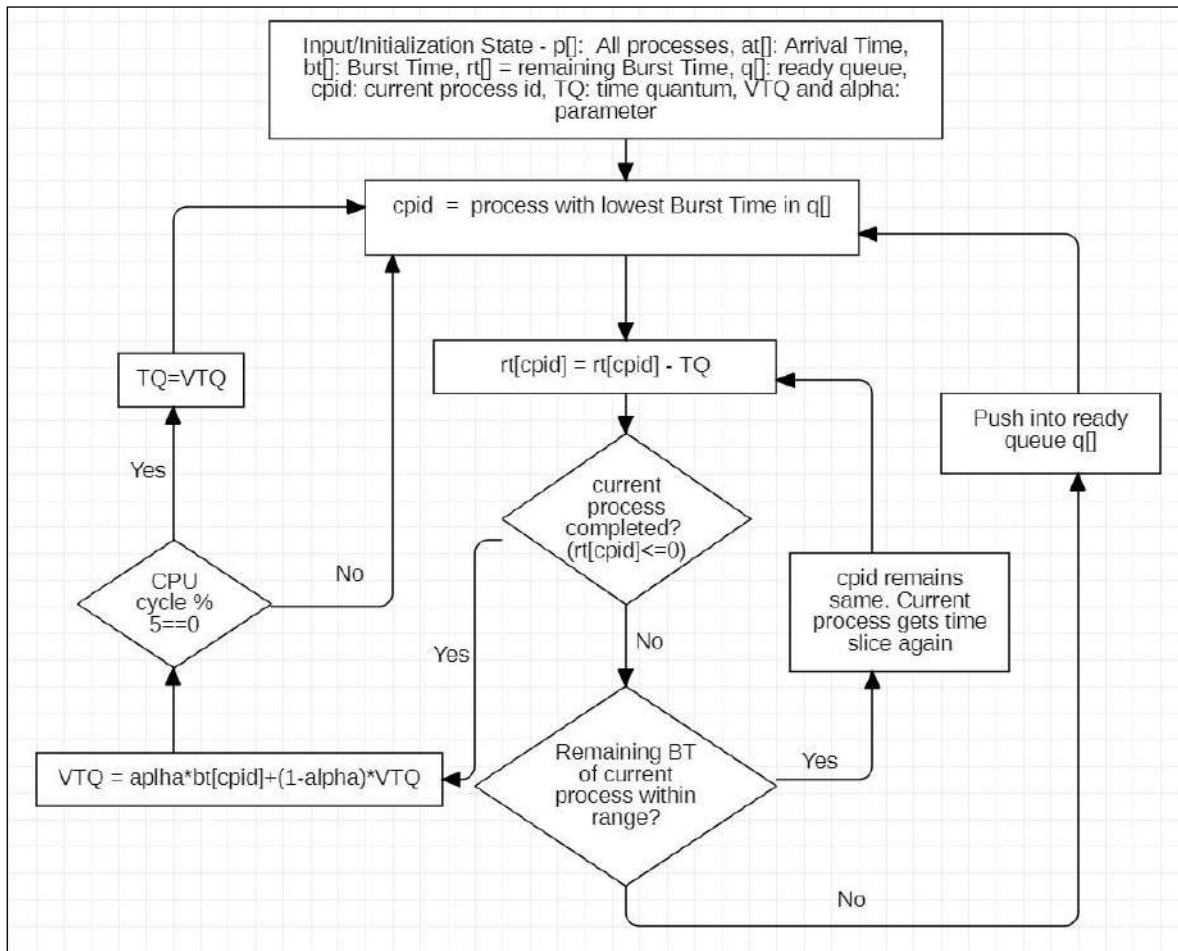 Input/Initialization State - p[]: All processes, at[]: Arrival Time,
bt[]: Burst Time, rt[] = remaining Burst Time, q[]: ready queue,
cpid: current process id, TQ: time quantum, VTQ and alpha:
parameter
cpid = process with lowest Burst Time in q[]
rt[cpid] = rt[cpid] - TQ
TQ=VTQ
Push into ready
queue q[]
Yes
current
process
completed?
(rt[cpid]<=0)
CPU
cycle %
5==0
No
cpid remains
same. Current
process gets time
slice again
Yes
No
Remaining BT
of current
process within
range?
Yes
VTQ = aplha*bt[cpid]+(1-alpha)*VTQ
No